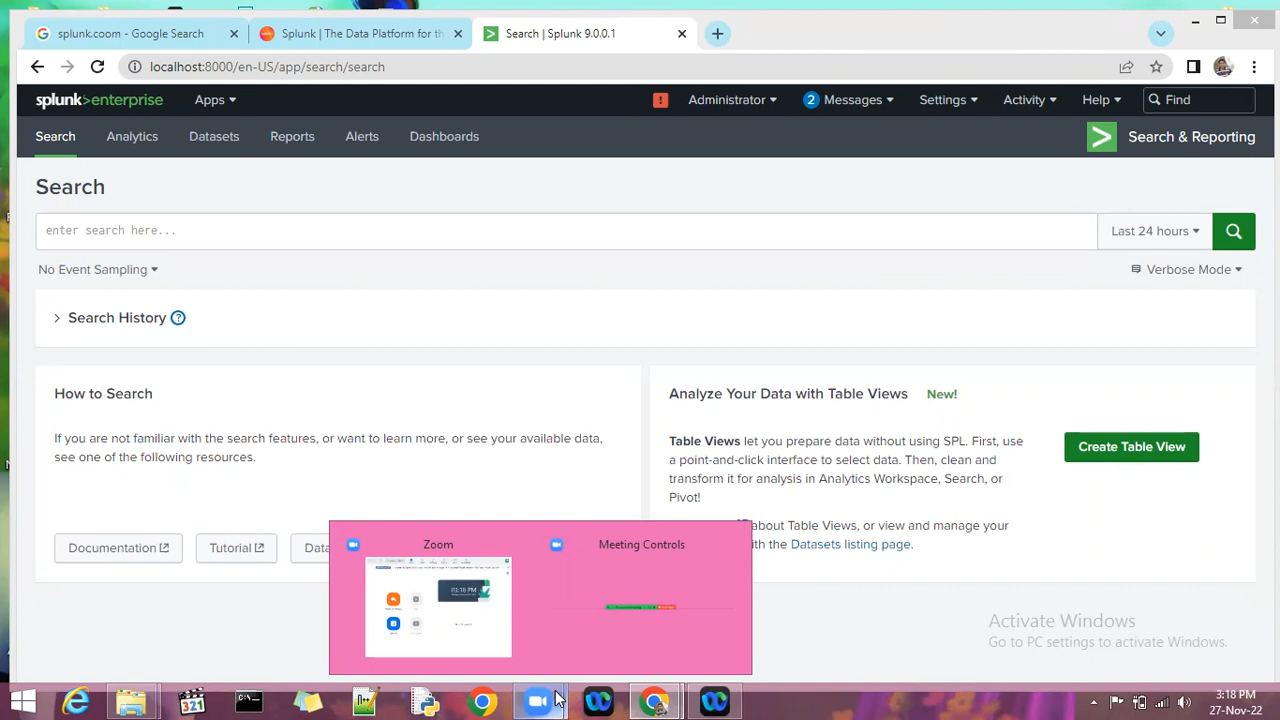 splunk.coom - Google Search
Splunk | The Data Platform for th
Search | Splunk 9.0.0.1
localhost:8000/en-US/app/search/search
splunk>enterprise
Apps
Administrator
2
Messages
Settings
Activity
Help
Find
Search
Analytics
Datasets
Reports
Alerts
Dashboards
Search & Reporting
Search
enter search here...
Last 24 hours
No Event Sampling
Verbose Mode
Search History
?
How to Search
Analyze Your Data with Table Views New!
If you are not familiar with the search features, or want to learn more, or see your available data,
see one of the following resources.
Table Views let you prepare data without using SPL. First, use
a point-and-click interface to select data. Then, clean and
transform it for analysis in Analytics Workspace, Search, or
Pivot!
Create Table View
about Table Views, or view and manage your
with the Datasets listing page.
Documentation
Tutorial
Data
Zoom
Meeting Controls
Activate Windows
Go to PC settings to activate Windows.
321
3:18 PM
27-Nov-22